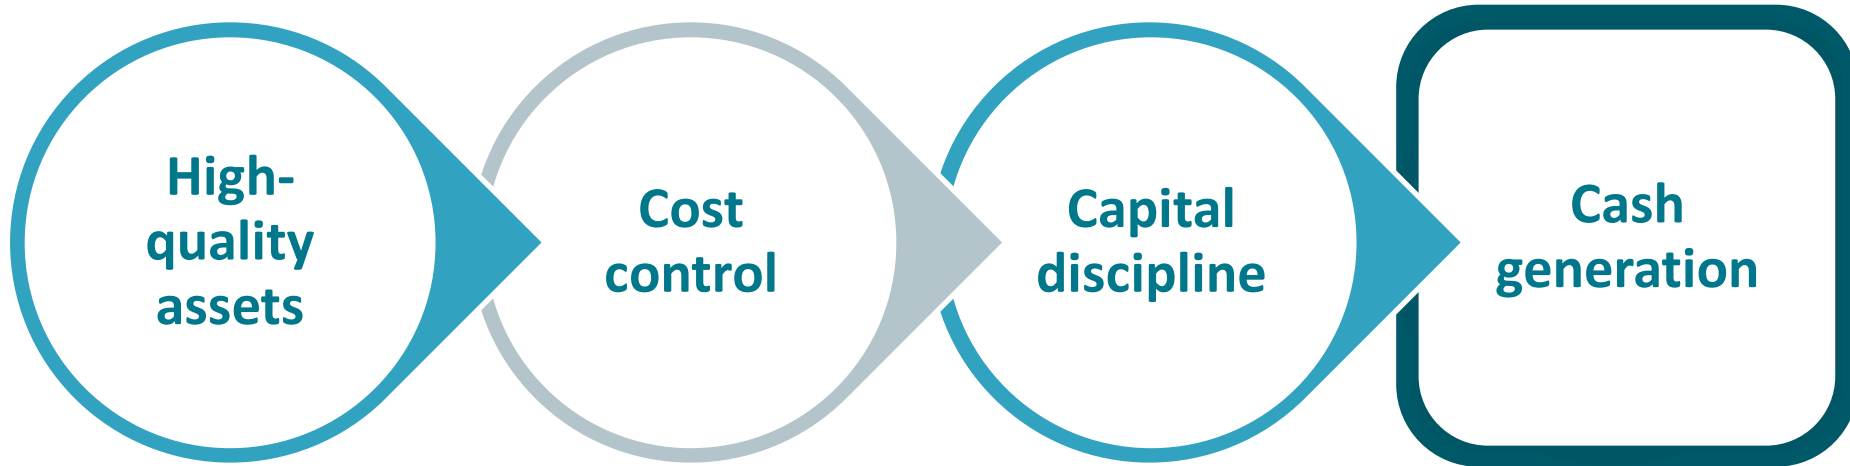 High-
quality
assets
Cost
control
Capital
discipline
Cash
generation